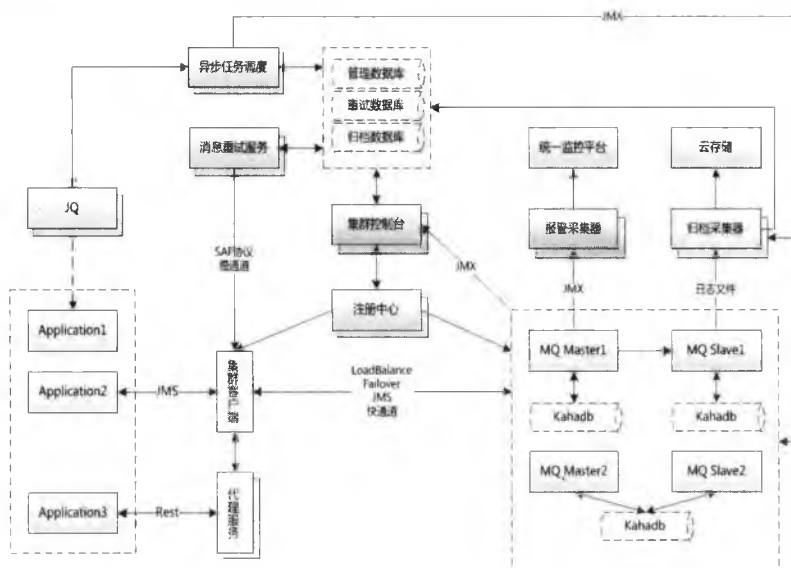 JMX
异步任务调度
管理数据库
重试数据库
归档数据库
消息重试服务
统一监控平台
云存储
JQ
集群控制台
报警采集器
归档采集器
SAF协议
慢通道
JMX
JMX
日志文件
注册中心
Application1
MQ Master1
MQ Slave1
Application2
JMS
集群客户端
LoadBalance
Failover
JMS
快通道
Kahadb
Kahadb
MQ Master2
MQ Slave2
Application3
Rest
代理服务
Kahadb